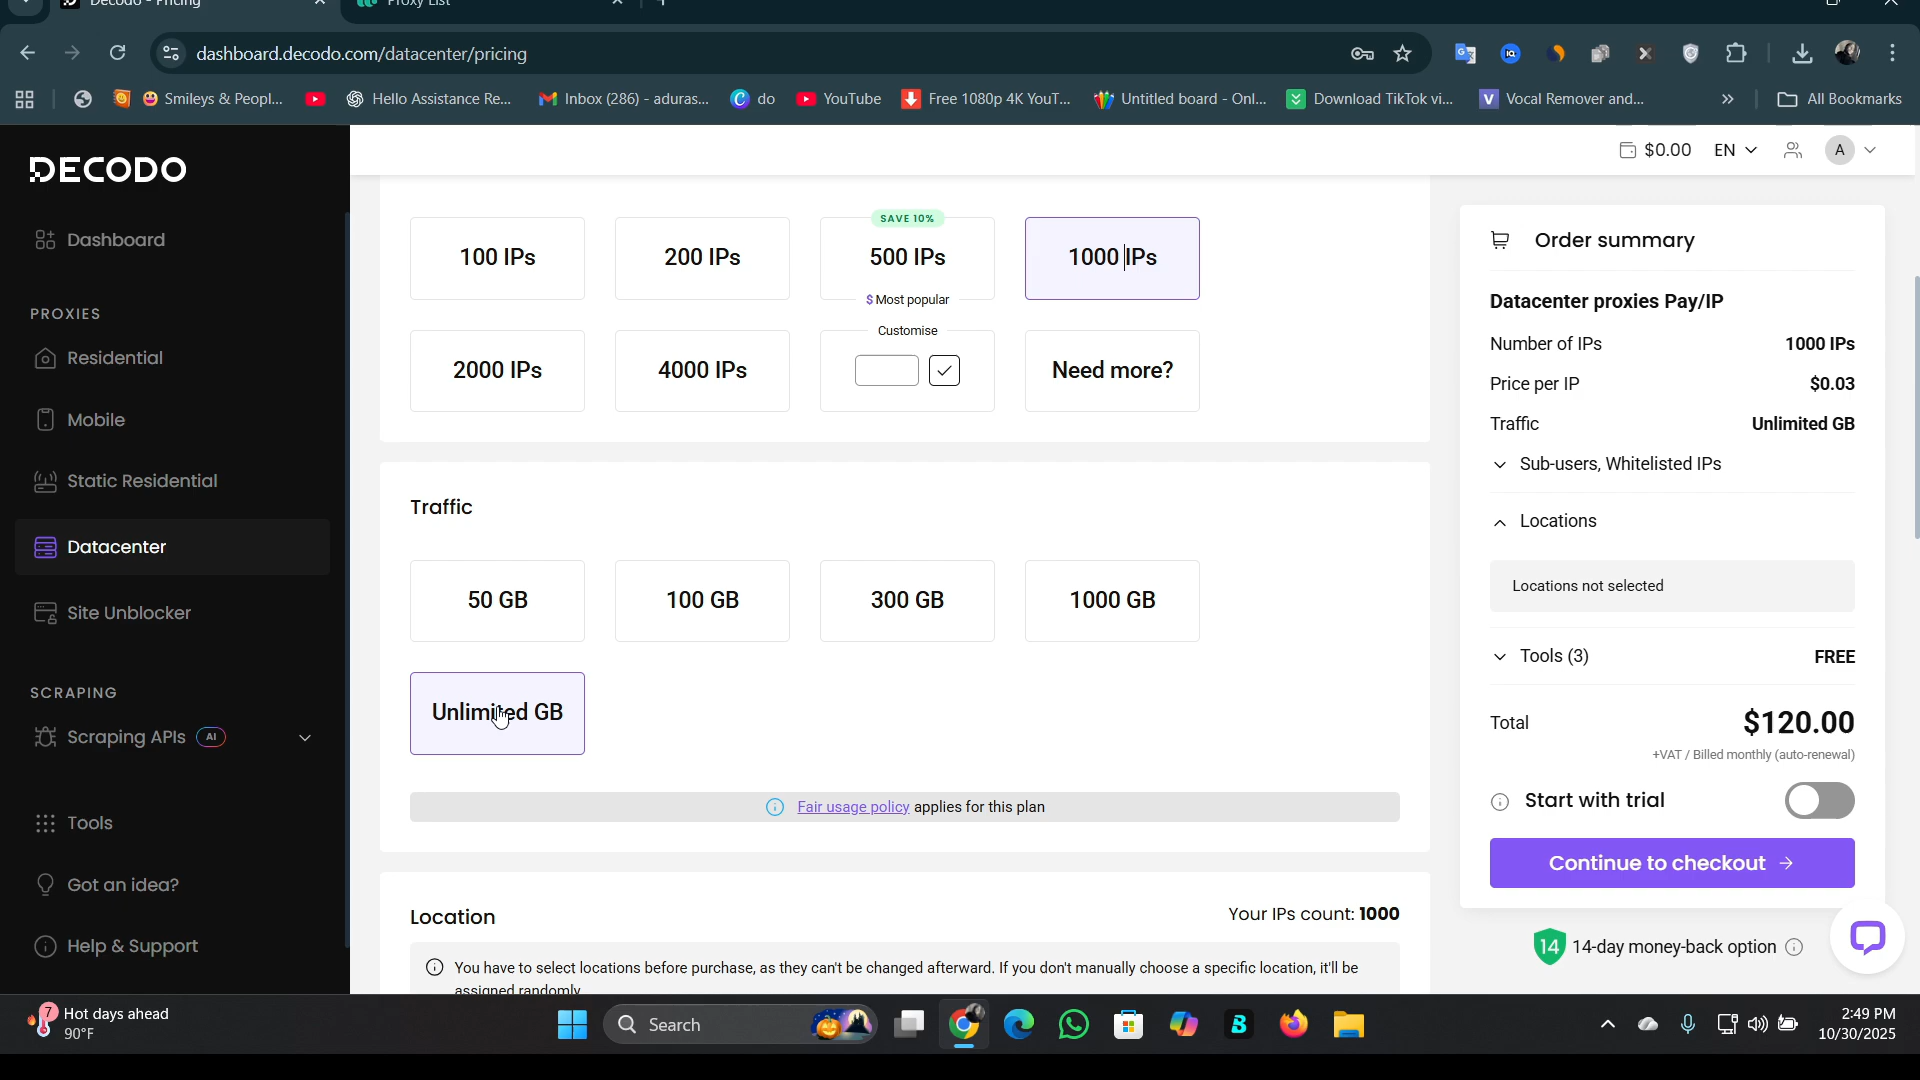 Decodo - Pricing
Proxy List
dashboard.decodo.com/datacenter/pricing
Smileys & Peopl...
Hello Assistance Re...
Inbox (286) - aduras...
do
YouTube
Free 1080p 4K YouT...
Untitled board - Onl...
Download TikTok vi...
Vocal Remover and...
»
All Bookmarks
DECODO
$0.00
EN
A
Dashboard
PROXIES
Residential
Mobile
Static Residential
Datacenter
Site Unblocker
SCRAPING
Scraping APIs AI
Tools
Got an idea?
Help & Support
100 IPs
200 IPs
SAVE 10%
500 IPs
$ Most popular
1000 IPs
2000 IPs
4000 IPs
Customise
Need more?
Traffic
50 GB
100 GB
300 GB
1000 GB
Unlimited GB
Fair usage policy applies for this plan
Location
Your IPs count: 1000
You have to select locations before purchase, as they can't be changed afterward. If you don't manually choose a specific location, it'll be
assigned randomly
Order summary
Datacenter proxies Pay/IP
Number of IPs 1000 IPs
Price per IP $0.03
Traffic Unlimited GB
Sub-users, Whitelisted IPs
Locations
Locations not selected
Tools (3) FREE
Total $120.00
+VAT / Billed monthly (auto-renewal)
Start with trial
Continue to checkout →
14 14-day money-back option
7
Hot days ahead
90°F
Search
2:49 PM
10/30/2025